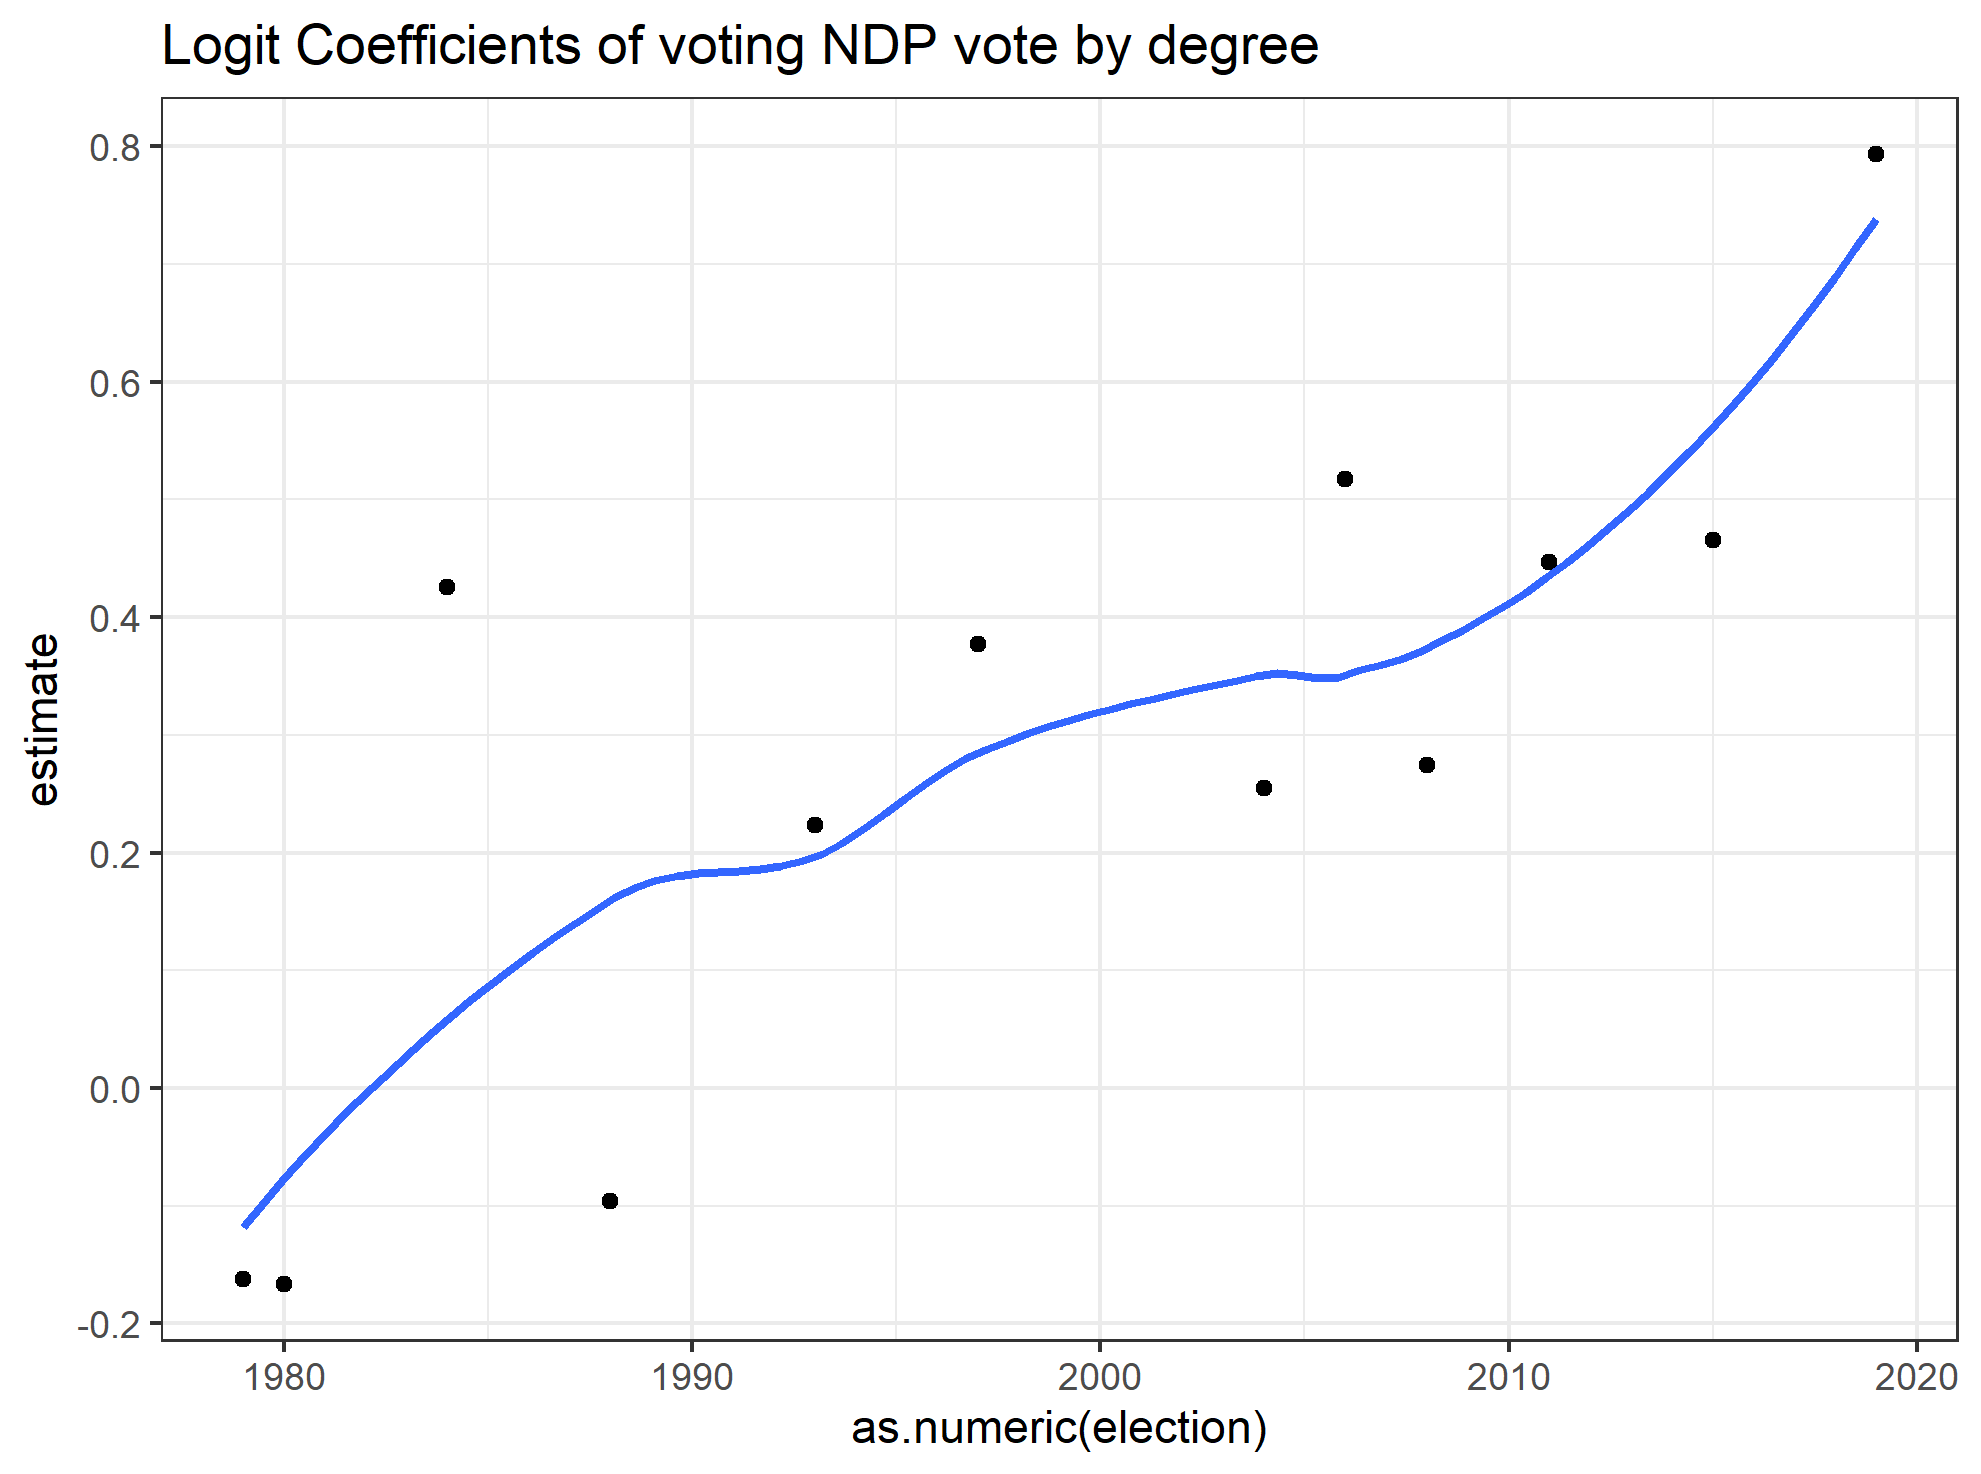 Logit Coefficients of voting NDP vote by degree
0.8
0.6
0.4
0.2
0.0
-0.2
estimate
1980 1990 2000 2010 2020
as.numeric(election)